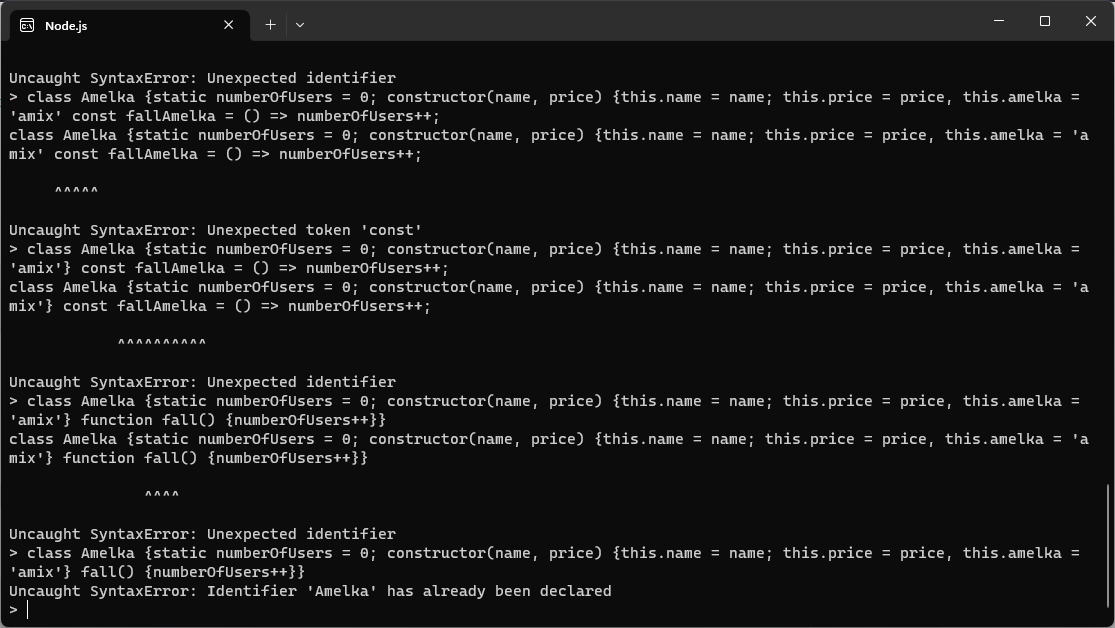 Node.js
Uncaught SyntaxError: Unexpected identifier
> class Amelka {static numberOfUsers = 0; constructor(name, price) {this.name = name; this.price = price, this.amelka =
'amix' const fallAmelka = () => numberOfUsers++;
class Amelka {static numberOfUsers = 0; constructor(name, price) {this.name = name; this.price = price, this.amelka = 'a
mix' const fallAmelka = () => numberOfUsers++;
^^^^^
Uncaught SyntaxError: Unexpected token 'const'
> class Amelka {static numberOfUsers = 0; constructor(name, price) {this.name = name; this.price = price, this.amelka =
'amix'} const fallAmelka = () => numberOfUsers++;
class Amelka {static numberOfUsers = 0; constructor(name, price) {this.name = name; this.price = price, this.amelka = 'a
mix'} const fallAmelka = () => numberOfUsers++;
^^^^^^^^^^
Uncaught SyntaxError: Unexpected identifier
> class Amelka {static numberOfUsers = 0; constructor(name, price) {this.name = name; this.price = price, this.amelka =
'amix'} function fall() {numberOfUsers++}}
class Amelka {static numberOfUsers = 0; constructor(name, price) {this.name = name; this.price = price, this.amelka = 'a
mix'} function fall() {numberOfUsers++}}
^^^^
Uncaught SyntaxError: Unexpected identifier
> class Amelka {static numberOfUsers = 0; constructor(name, price) {this.name = name; this.price = price, this.amelka =
'amix'} fall() {numberOfUsers++}}
Uncaught SyntaxError: Identifier 'Amelka' has already been declared
>